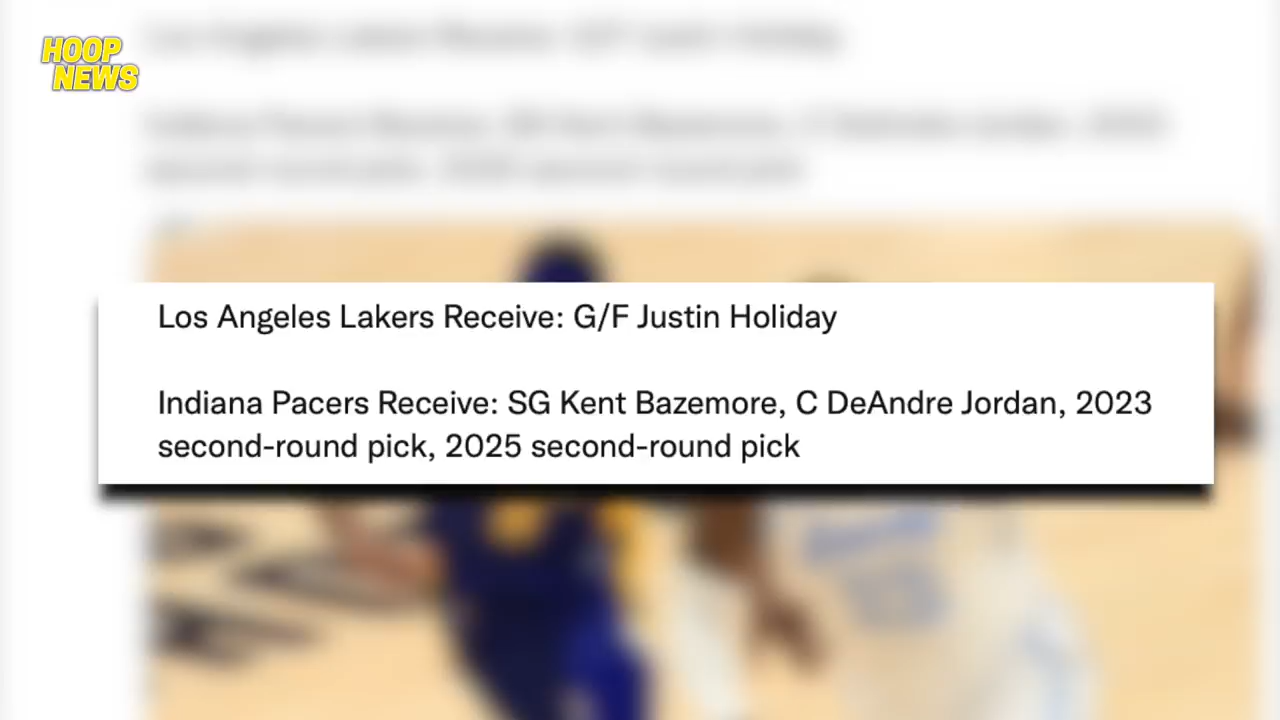 HOOP
NEWS
Los Angeles Lakers Receive: G/F Justin Holiday
Indiana Pacers Receive: SG Kent Bazemore, C DeAndre Jordan, 2023
second-round pick, 2025 second-round pick